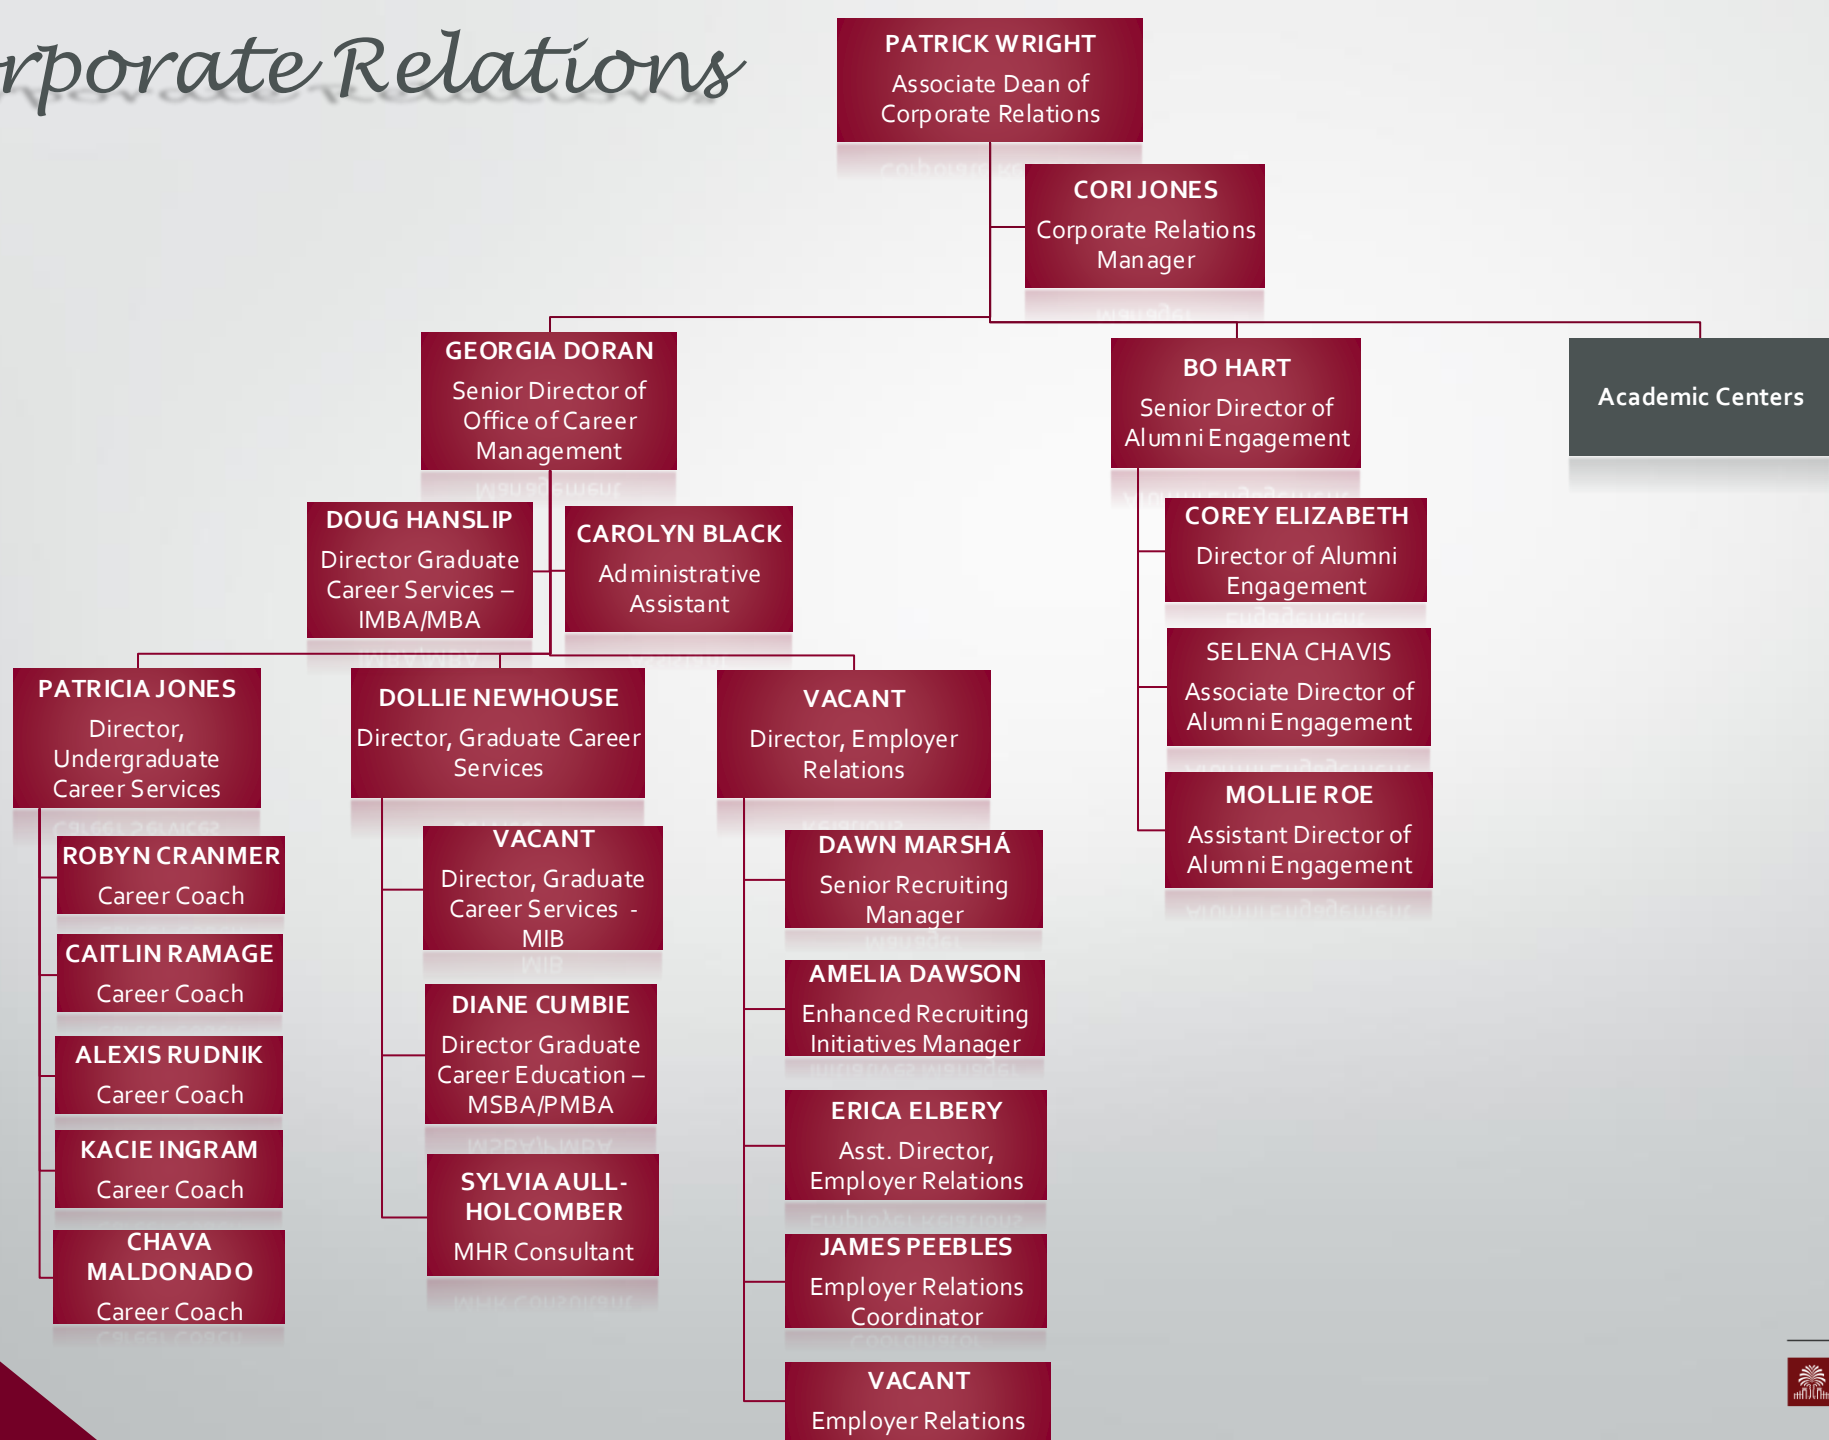 rporate Relations
PATRICK WRIGHT
Associate Dean of
Corporate Relations
CORI JONES
Corporate Relations
Manager
GEORGIA DORAN
Senior Director of
Office of Career
Management
BO HART
Senior Director of
Alumni Engagement
Academic Centers
DOUG HANSLIP
Director Graduate
Career Services –
IMBA/MBA
CAROLYN BLACK
Administrative
Assistant
COREY ELIZABETH
Director of Alumni
Engagement
SELENA CHAVIS
Associate Director of
Alumni Engagement
MOLLIE ROE
Assistant Director of
Alumni Engagement
PATRICIA JONES
Director,
Undergraduate
Career Services
ROBYN CRANMER
Career Coach
CAITLIN RAMAGE
Career Coach
ALEXIS RUDNIK
Career Coach
KACIE INGRAM
Career Coach
CHAVA
MALDONADO
Career Coach
DOLLIE NEWHOUSE
Director, Graduate Career
Services
VACANT
Director, Graduate
Career Services -
MIB
DIANE CUMBIE
Director Graduate
Career Education –
MSBA/PMBA
SYLVIA AULL-
HOLCOMBER
MHR Consultant
VACANT
Director, Employer
Relations
DAWN MARSHÁ
Senior Recruiting
Manager
AMELIA DAWSON
Enhanced Recruiting
Initiatives Manager
ERICA ELBERY
Asst. Director,
Employer Relations
JAMES PEEBLES
Employer Relations
Coordinator
VACANT
Employer Relations